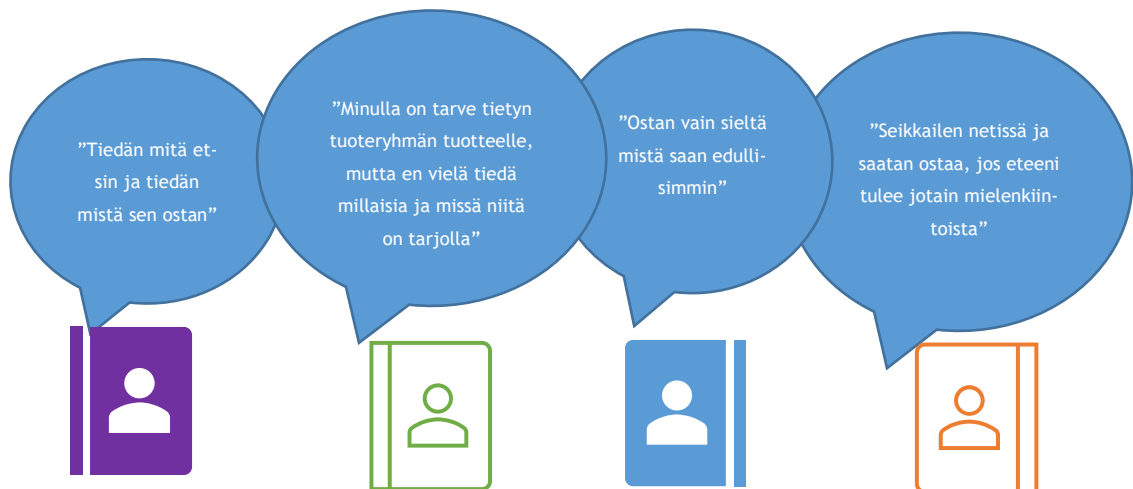 ”Tiedän mitä et-
sin ja tiedän
mistä sen ostan”
”Minulla on tarve tietyn
tuoteryhmän tuotteelle,
mutta en vielä tiedä
millaisia ja missä niitä
on tarjolla”
”Ostan vain sieltä
mistä saan edulli-
simmin”
”Seikkailen netissä ja
saatan ostaa, jos eteeni
tulee jotain mielenkiin-
toista”